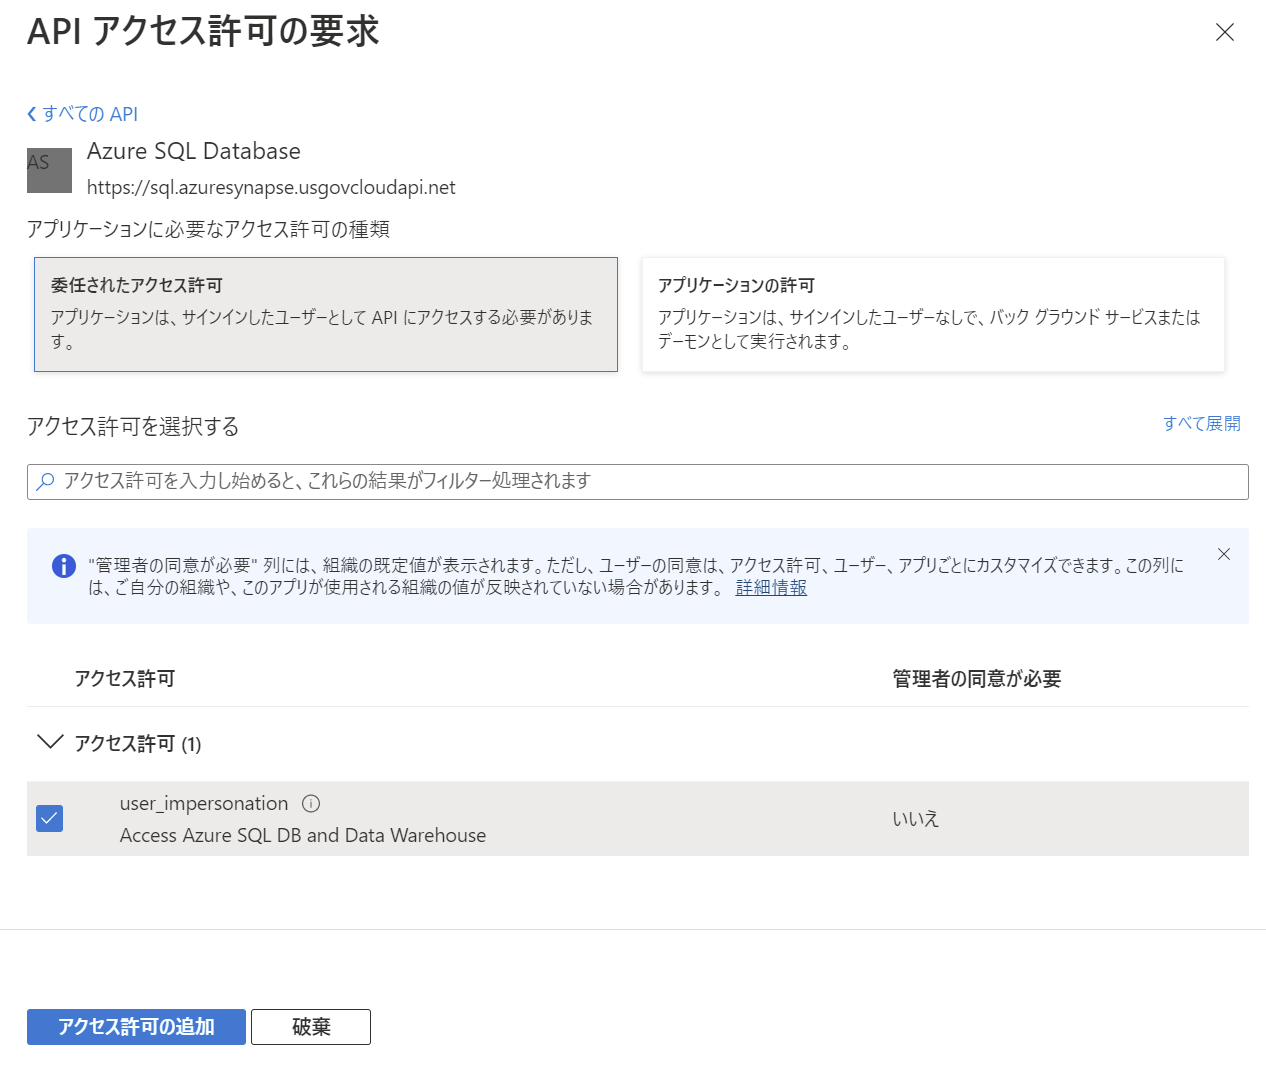 API アクセス許可の要求
すべての API
AS
Azure SQL Database
https://sql.azuresynapse.usgovcloudapi.net
アプリケーションに必要なアクセス許可の種類
委任されたアクセス許可
アプリケーションは、サインインしたユーザーとして API にアクセスする必要がありま
す。
アプリケーションの許可
アプリケーションは、サインインしたユーザーなしで、バック グラウンド サービスまたは
デーモンとして実行されます。
アクセス許可を選択する
すべて展開
アクセス許可を入力し始めると、これらの結果がフィルター処理されます
"管理者の同意が必要" 列には、組織の既定値が表示されます。ただし、ユーザーの同意は、アクセス許可、ユーザー、アプリごとにカスタマイズできます。この列に
は、ご自分の組織や、このアプリが使用される組織の値が反映されていない場合があります。 詳細情報
アクセス許可
管理者の同意が必要
アクセス許可 (1)
user_impersonation
Access Azure SQL DB and Data Warehouse
いいえ
アクセス許可の追加
破棄